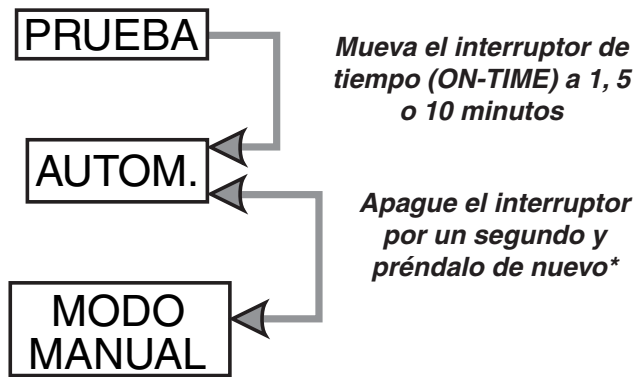 PRUEBA
Mueva el interruptor de
tiempo (ON-TIME) a 1, 5
o 10 minutos
AUTOM.
Apague el interruptor
por un segundo y
préndalo de nuevo*
MODO
MANUAL